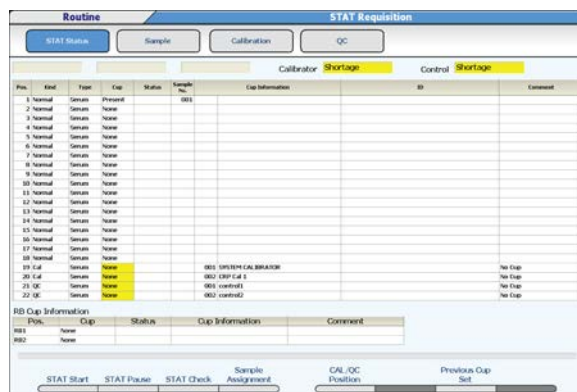 Routine STAT Requisition
STAT Status Sample Calibration QC
Calibrator Shortage Control Shortage
Pos. Kind Type Cup Status Sample No. Cup Information ID Comment
1 Normal Serum Present 001
2 Normal Serum None
3 Normal Serum None
4 Normal Serum None
5 Normal Serum None
6 Normal Serum None
7 Normal Serum None
8 Normal Serum None
9 Normal Serum None
10 Normal Serum None
11 Normal Serum None
12 Normal Serum None
13 Normal Serum None
14 Normal Serum None
15 Normal Serum None
16 Normal Serum None
17 Normal Serum None
18 Normal Serum None
19 Cal Serum None 001 SYSTEM CALIBRATOR No Cup
20 Cal Serum None 002 CRP Cal 1 No Cup
21 QC Serum None 001 control1 No Cup
22 QC Serum None 002 control2 No Cup
RB Cup Information
Pos. Cup Status Cup Information Comment
RB1 None
RB2 None
STAT Start STAT Pause STAT Check Sample Assignment CAL/QC Position Previous Cup Set